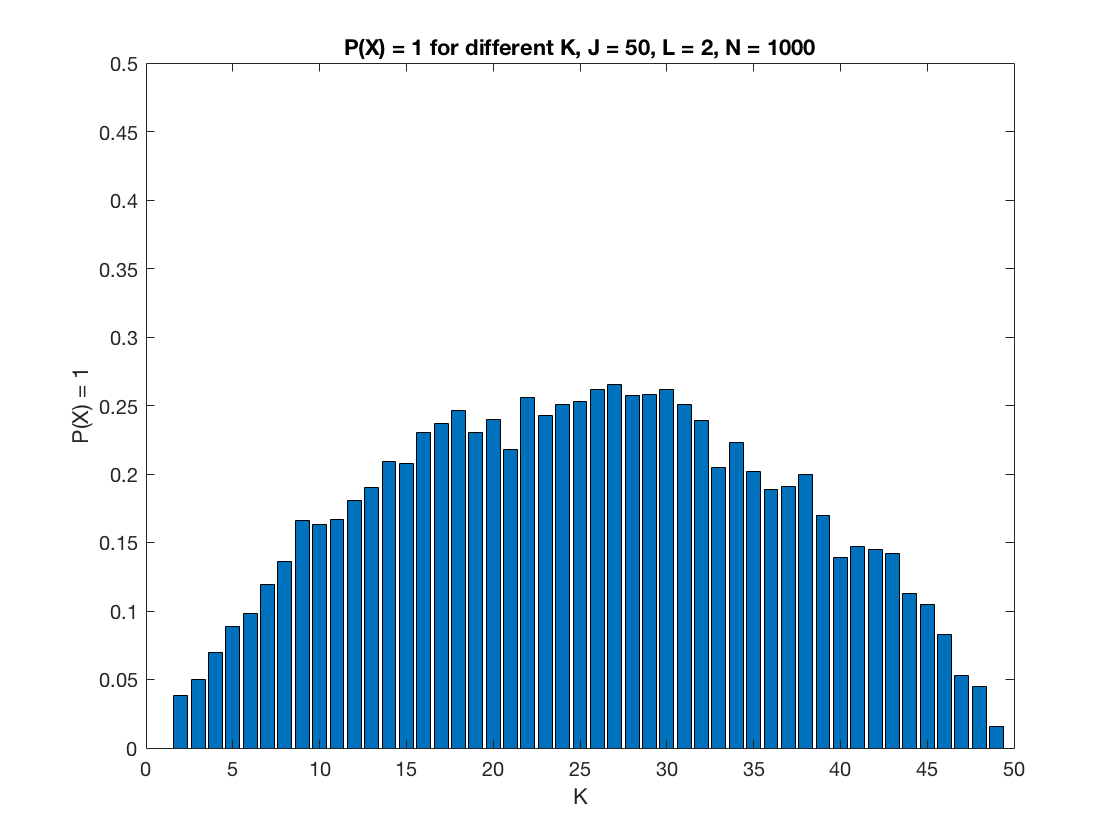 P(X) = 1 for different K, J = 50, L = 2, N = 1000
0.5
0.45
0.4
0.35
0.3
0.25
0.2
0.15
0.1
0.05
0
P(X) = 1
0 5 10 15 20 25 30 35 40 45 50
K